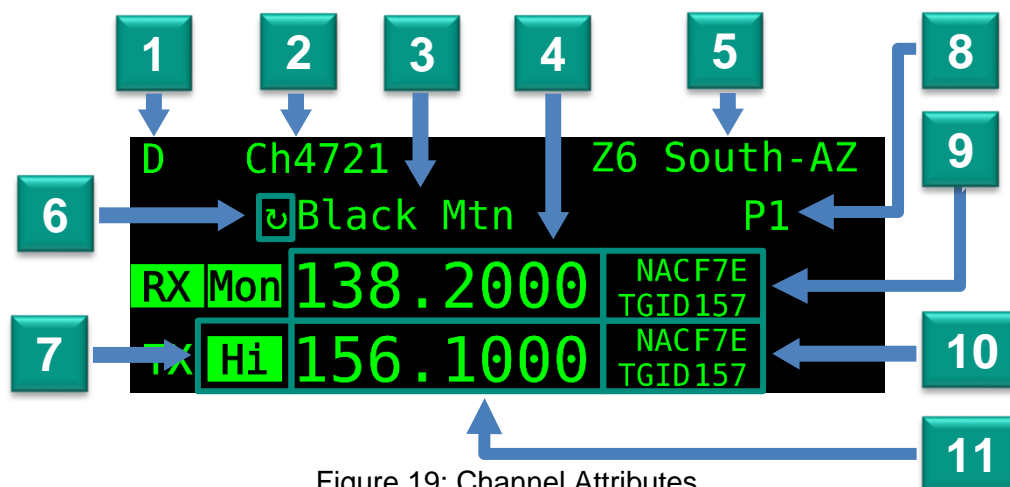 1 2 3 4 5 8
D Ch4721 Z6 South-AZ
9
6 ↻Black Mtn P1
RX Mon 138.2000 NACF7E
TGID157
7 TX Hi 156.1000 NACF7E
TGID157
10
11
Figure 19: Channel Attributes